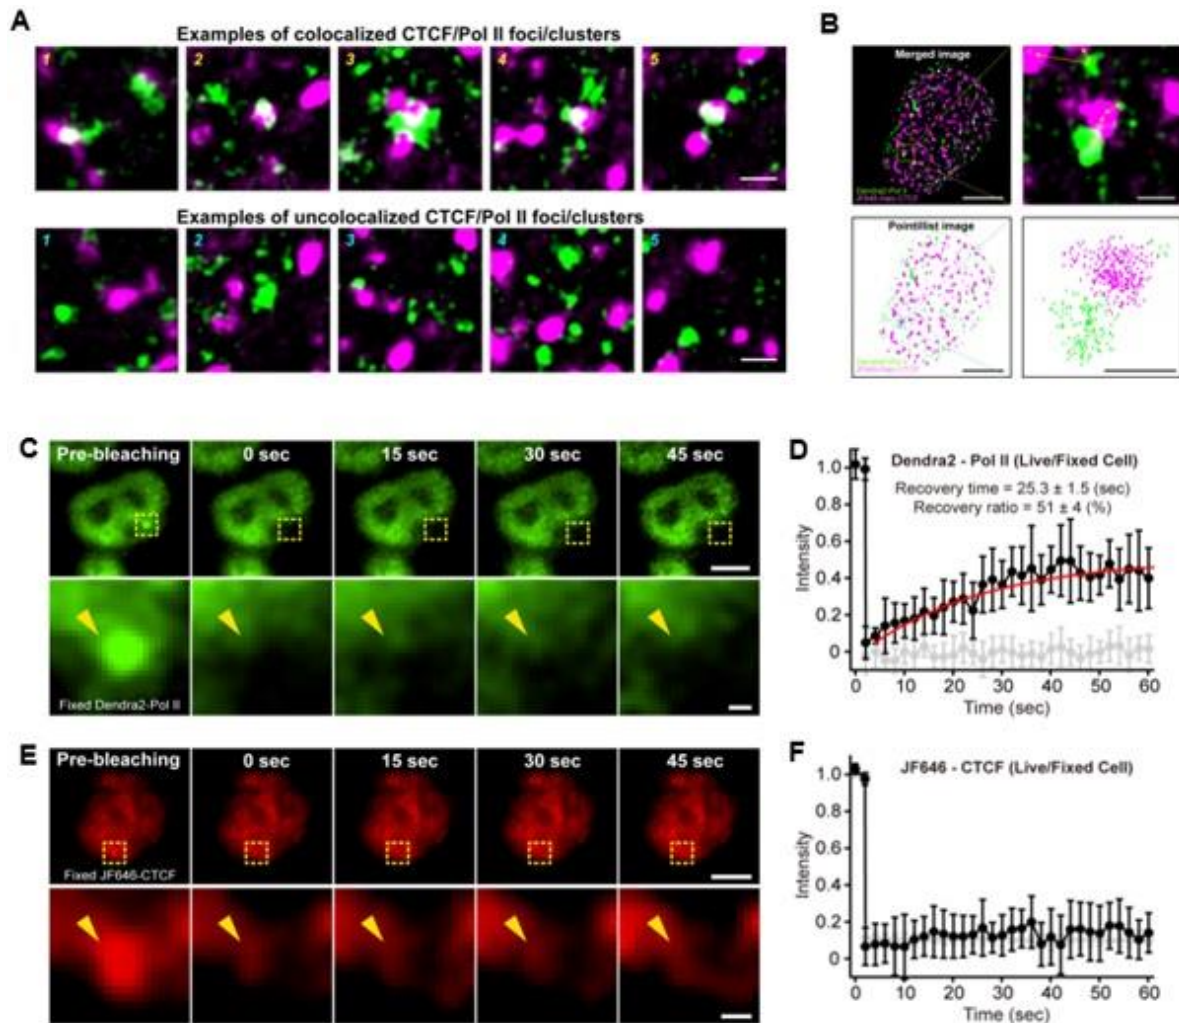 A
Examples of colocalized CTCF/Pol II foci/clusters
1 2 3 4 5
Examples of uncolocalized CTCF/Pol II foci/clusters
1 2 3 4 5
B
Merged image
Dendra2-Pol II
JF646-Halo-CTCF
Pointillist image
C
Pre-bleaching 0 sec 15 sec 30 sec 45 sec
Fixed Dendra2-Pol II
D
Dendra2 - Pol II (Live/Fixed Cell)
Recovery time = 25.3 ± 1.5 (sec)
Recovery ratio = 51 ± 4 (%)
Intensity
1.0
0.8
0.6
0.4
0.2
0
0 10 20 30 40 50 60
Time (sec)
E
Pre-bleaching 0 sec 15 sec 30 sec 45 sec
Fixed JF646-CTCF
F
JF646 - CTCF (Live/Fixed Cell)
Intensity
1.0
0.8
0.6
0.4
0.2
0
0 10 20 30 40 50 60
Time (sec)